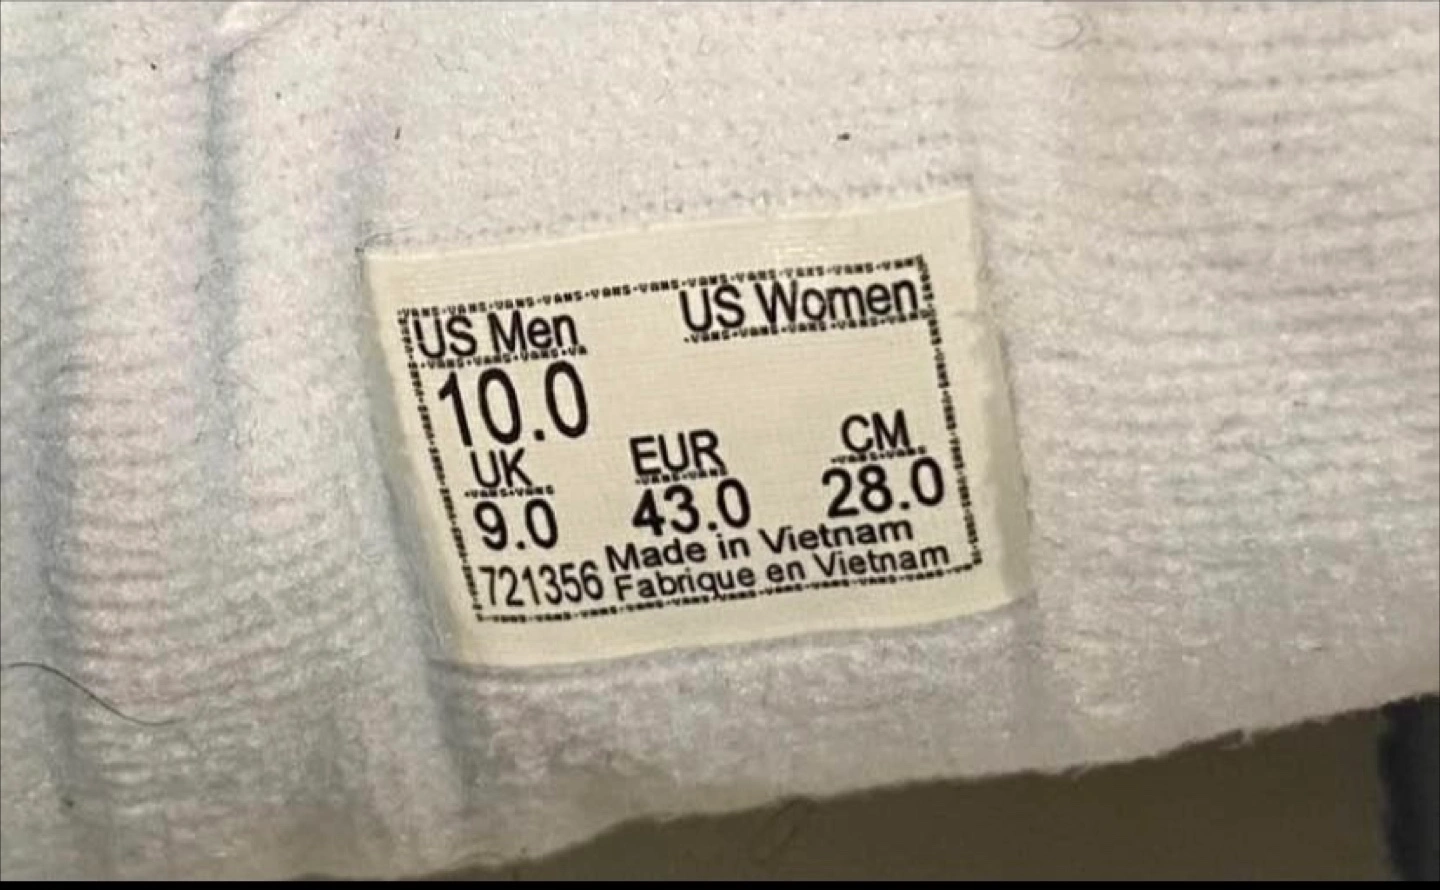 US Men US Women
10.0
UK EUR CM
9.0 43.0 28.0
721356 Made in Vietnam
Fabrique en Vietnam